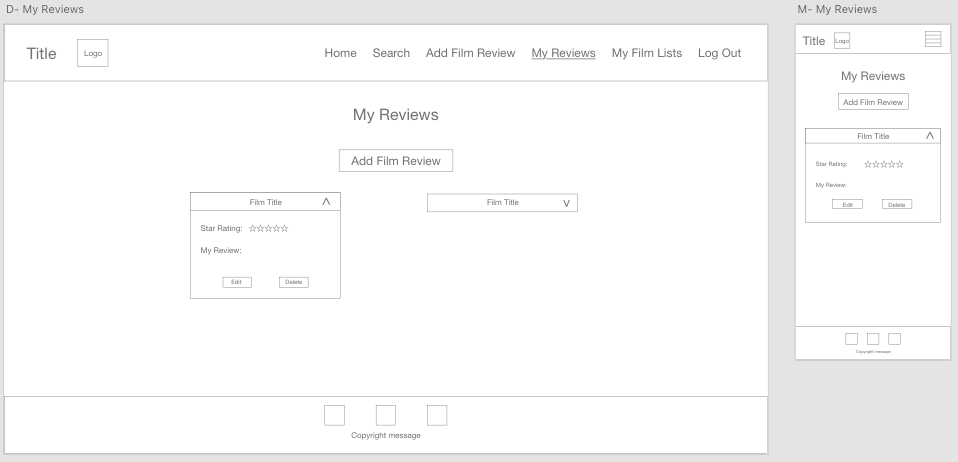 D- My Reviews
Title Logo Home Search Add Film Review My Reviews My Film Lists Log Out
My Reviews
Add Film Review
Film Title
Star Rating: ☆☆☆☆☆
My Review:
Edit Delete
Film Title
Copyright message
M- My Reviews
Title Logo
My Reviews
Add Film Review
Film Title
Star Rating: ☆☆☆☆☆
My Review:
Edit Delete
Copyright message